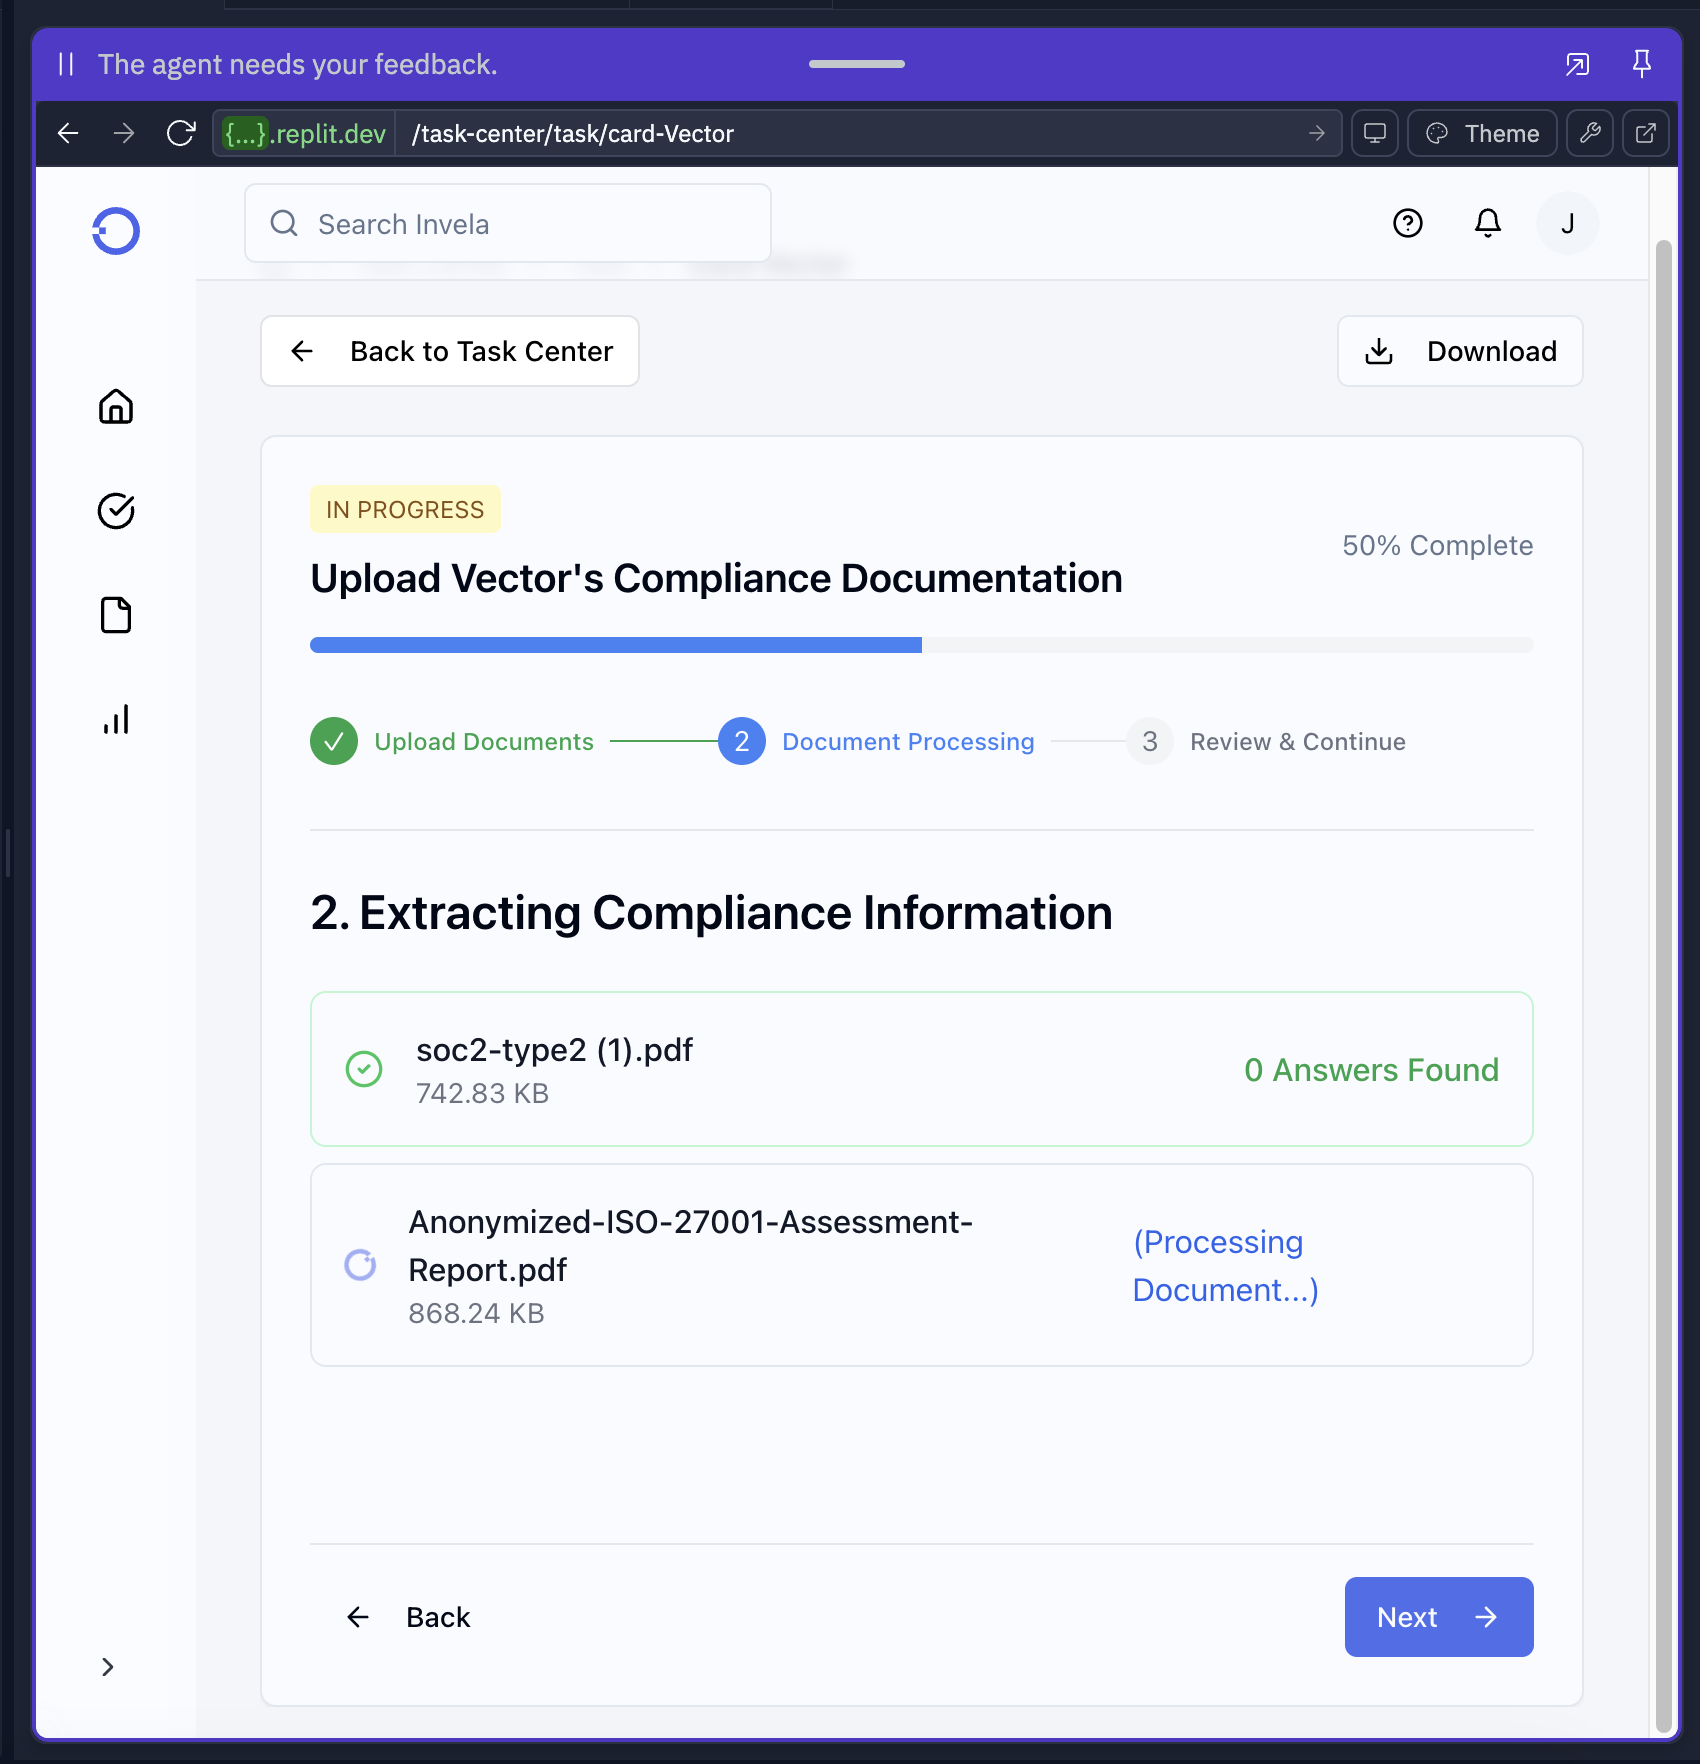 The agent needs your feedback.
{...}.replit.dev
/task-center/task/card-Vector
Theme
Search Invela
J
Back to Task Center
Download
IN PROGRESS
50% Complete
Upload Vector's Compliance Documentation
Upload Documents
2
Document Processing
3
Review & Continue
2. Extracting Compliance Information
soc2-type2 (1).pdf
742.83 KB
0 Answers Found
Anonymized-ISO-27001-Assessment-
Report.pdf
868.24 KB
(Processing
Document...)
Back
Next